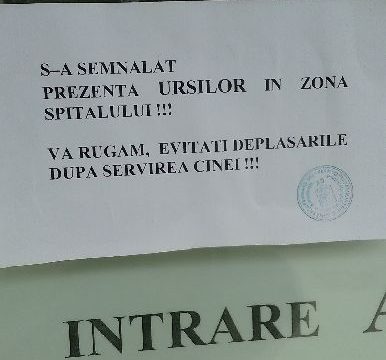 S–A SEMNALAT
PREZENTA URSILOR IN ZONA
SPITALULUI !!!
VA RUGAM, EVITATI DEPLASARILE
DUPA SERVIREA CINEI !!!
INTRARE A